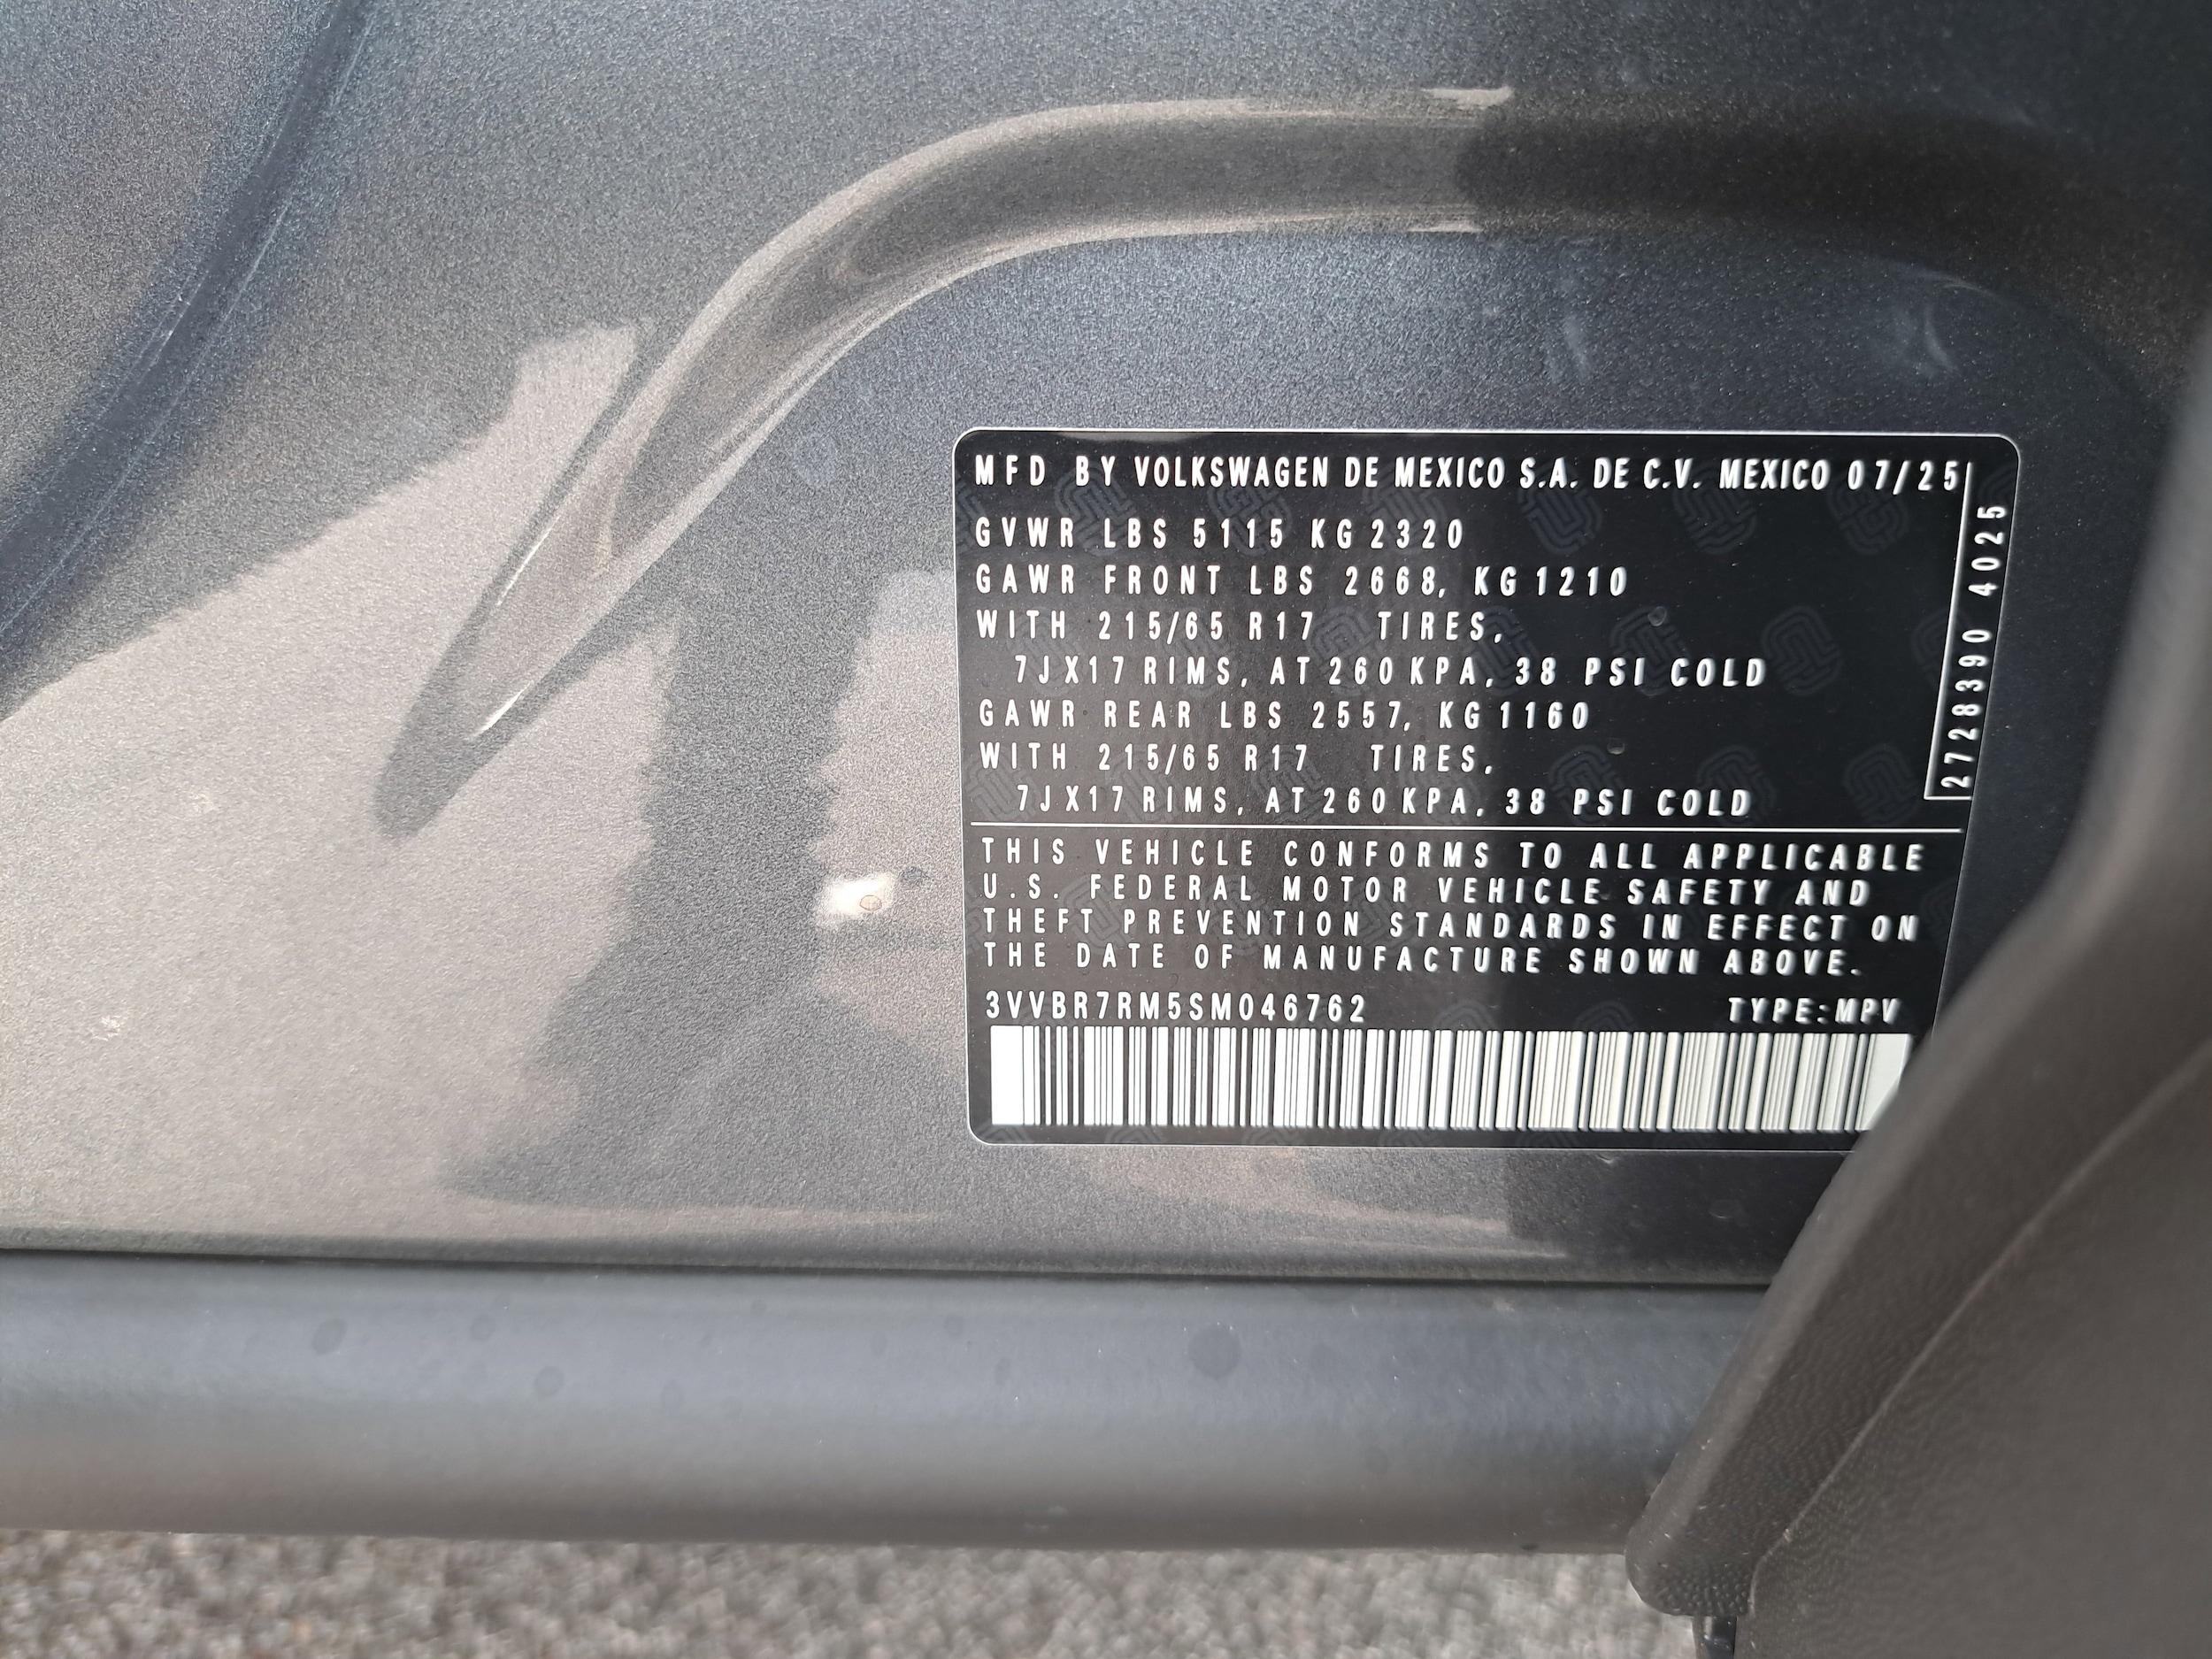 MFD BY VOLKSWAGEN DE MEXICO S.A. DE C.V. MEXICO 07/25
GVWR LBS 5115 KG 2320
GAWR FRONT LBS 2668, KG 1210
WITH 215/65 R17 TIRES,
7JX17 RIMS, AT 260 KPA, 38 PSI COLD
GAWR REAR LBS 2557, KG 1160
WITH 215/65 R17 TIRES,
7JX17 RIMS, AT 260 KPA, 38 PSI COLD
2728390 4025
THIS VEHICLE CONFORMS TO ALL APPLICABLE
U.S. FEDERAL MOTOR VEHICLE SAFETY AND
THEFT PREVENTION STANDARDS IN EFFECT ON
THE DATE OF MANUFACTURE SHOWN ABOVE.
3VVBR7RM5SM046762 TYPE:MPV